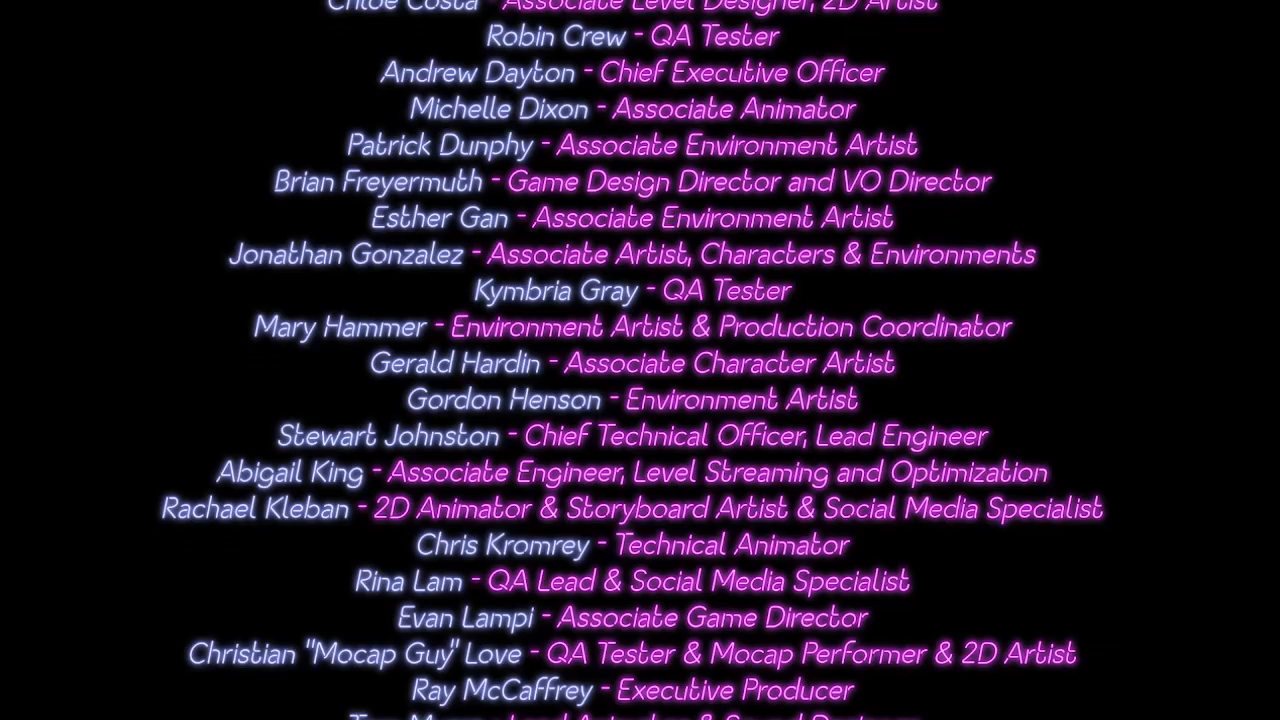 Chloe Costa - Associate Level Designer, 2D Artist
Robin Crew - QA Tester
Andrew Dayton - Chief Executive Officer
Michelle Dixon - Associate Animator
Patrick Dunphy - Associate Environment Artist
Brian Freyermuth - Game Design Director and VO Director
Esther Gan - Associate Environment Artist
Jonathan Gonzalez - Associate Artist, Characters & Environments
Kymbria Gray - QA Tester
Mary Hammer - Environment Artist & Production Coordinator
Gerald Hardin - Associate Character Artist
Gordon Henson - Environment Artist
Stewart Johnston - Chief Technical Officer, Lead Engineer
Abigail King - Associate Engineer, Level Streaming and Optimization
Rachael Kleban - 2D Animator & Storyboard Artist & Social Media Specialist
Chris Kromrey - Technical Animator
Rina Lam - QA Lead & Social Media Specialist
Evan Lampi - Associate Game Director
Christian "Mocap Guy" Love - QA Tester & Mocap Performer & 2D Artist
Ray McCaffrey - Executive Producer